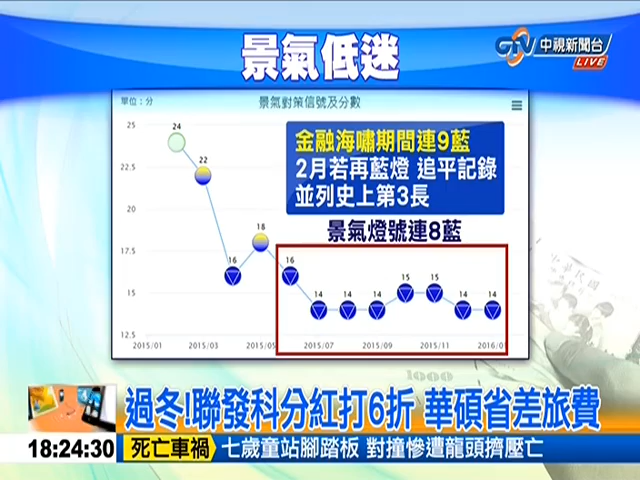 景氣低迷
CTV 中視新聞台
LIVE
單位:分
景氣對策信號及分數
25
22.5
17.5
15
12.5
24
22
16
18
16
14
14
14
15
15
14
14
金融海嘯期間連9藍
2月若再藍燈 追平記錄
並列史上第3長
景氣燈號連8藍
2015/01
2015/03
2015/05
2015/07
2015/09
2015/11
2016/0
1000
過冬!聯發科分紅打6折 華碩省差旅費
18:24:30
死亡車禍
七歲童站腳踏板 對撞慘遭龍頭擠壓亡